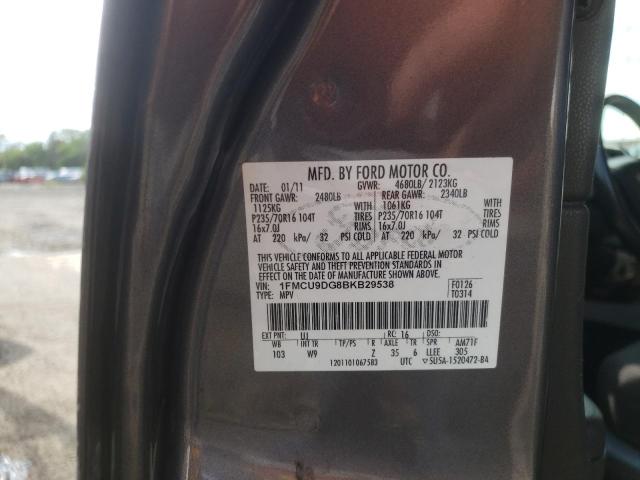 MFD. BY FORD MOTOR CO.
DATE: 01/11 GVWR: 4680LB/ 2123KG
FRONT GAWR: 2480LB REAR GAWR: 2340LB
1125KG 1061KG
P235/70R16 104T TIRES P235/70R16 104T TIRES
16x7.0J RIMS 16x7.0J RIMS
AT 220 kPa/ 32 PSI COLD AT 220 kPa/ 32 PSI COLD
THIS VEHICLE CONFORMS TO ALL APPLICABLE FEDERAL MOTOR
VEHICLE SAFETY AND THEFT PREVENTION STANDARDS IN
EFFECT ON THE DATE OF MANUFACTURE SHOWN ABOVE.
VIN: 1FMCU9DG8BKB29538 F0126
TYPE: MPV T0314
EXT PNT: UJ RC: 16 DSO:
WB INT TR TP/PS R AXLE TR SPR AM71F
103 W9 Z 35 6 LLEE 305
1201101067583 UTC ▽SU5A-1520472-BA